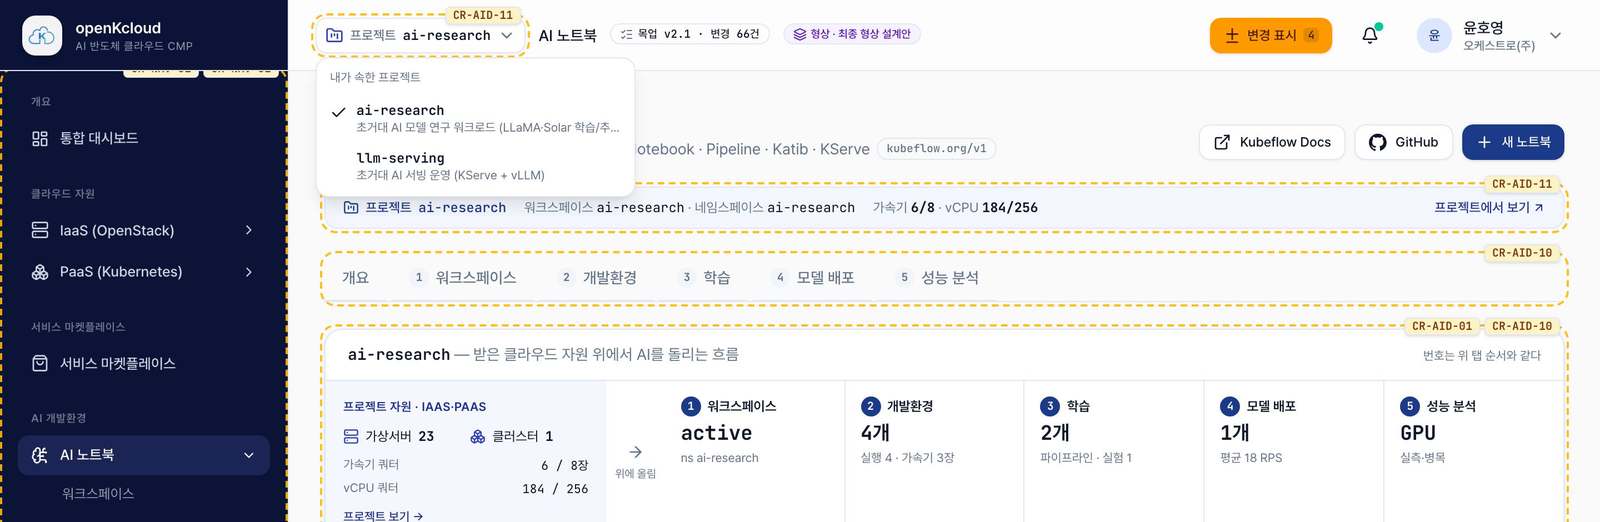 openKcloud
AI 반도체 클라우드 CMP
개요
통합 대시보드
클라우드 자원
IaaS (OpenStack)
PaaS (Kubernetes)
서비스 마켓플레이스
서비스 마켓플레이스
AI 개발환경
AI 노트북
워크스페이스
CR-AID-11
프로젝트 ai-research
AI 노트북
목업 v2.1 · 변경 66건
형상 · 최종 형상 설계안
변경 표시 4
윤
윤호영
오케스트로(주)
내가 속한 프로젝트
ai-research
초거대 AI 모델 연구 워크로드 (LLaMA·Solar 학습/추…
llm-serving
초거대 AI 서빙 운영 (KServe + vLLM)
otebook · Pipeline · Katib · KServe kubeflow.org/v1
Kubeflow Docs
GitHub
새 노트북
CR-AID-11
프로젝트 ai-research 워크스페이스 ai-research · 네임스페이스 ai-research 가속기 6/8 · vCPU 184/256
프로젝트에서 보기 ↗
CR-AID-10
개요 1 워크스페이스 2 개발환경 3 학습 4 모델 배포 5 성능 분석
CR-AID-01 CR-AID-10
ai-research — 받은 클라우드 자원 위에서 AI를 돌리는 흐름
번호는 위 탭 순서와 같다
프로젝트 자원 · IAAS·PAAS
가상서버 23 클러스터 1
가속기 쿼터 6 / 8장
vCPU 쿼터 184 / 256
프로젝트 보기 →
→
위에 올림
1 워크스페이스
active
ns ai-research
2 개발환경
4개
실행 4 · 가속기 3장
3 학습
2개
파이프라인 · 실험 1
4 모델 배포
1개
평균 18 RPS
5 성능 분석
GPU
실측·병목